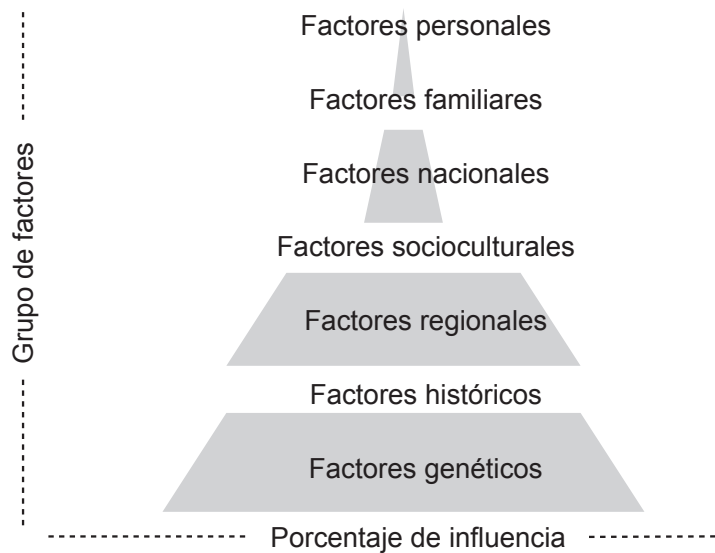 Factores personales
Factores familiares
Factores nacionales
Factores socioculturales
Factores regionales
Factores históricos
Factores genéticos
Grupo de factores
Porcentaje de influencia